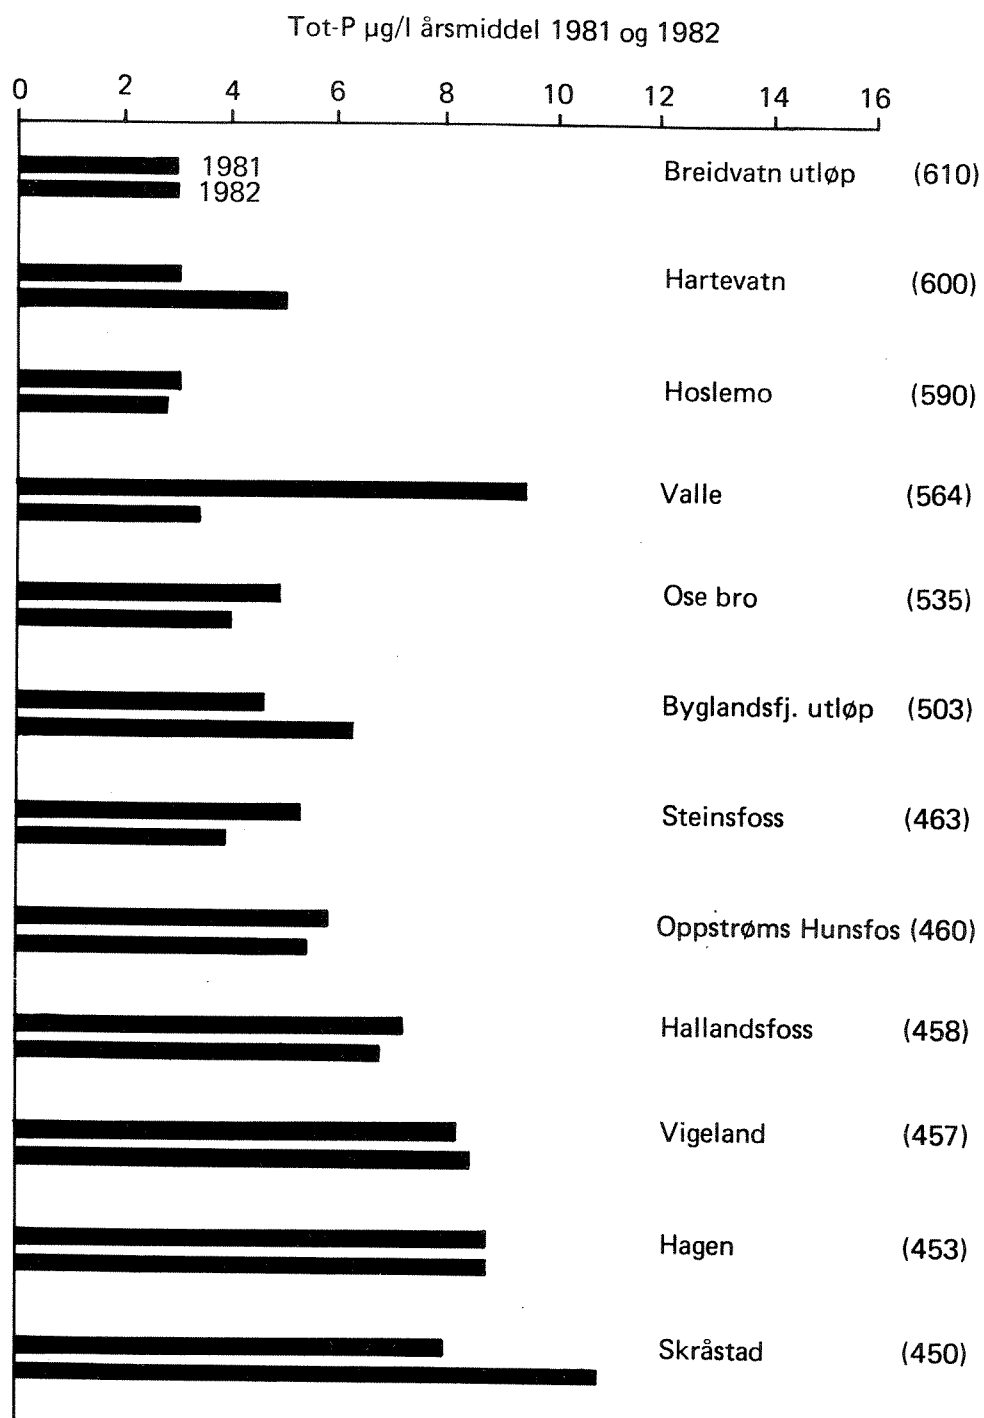 Tot-P µg/l årsmiddel 1981 og 1982
0 2 4 6 8 10 12 14 16
1981 Breidvatn utløp (610)
1982
Hartevatn (600)
Hoslemo (590)
Valle (564)
Ose bro (535)
Byglandsfj. utløp (503)
Steinsfoss (463)
Oppstrøms Hunsfos (460)
Hallandsfoss (458)
Vigeland (457)
Hagen (453)
Skråstad (450)